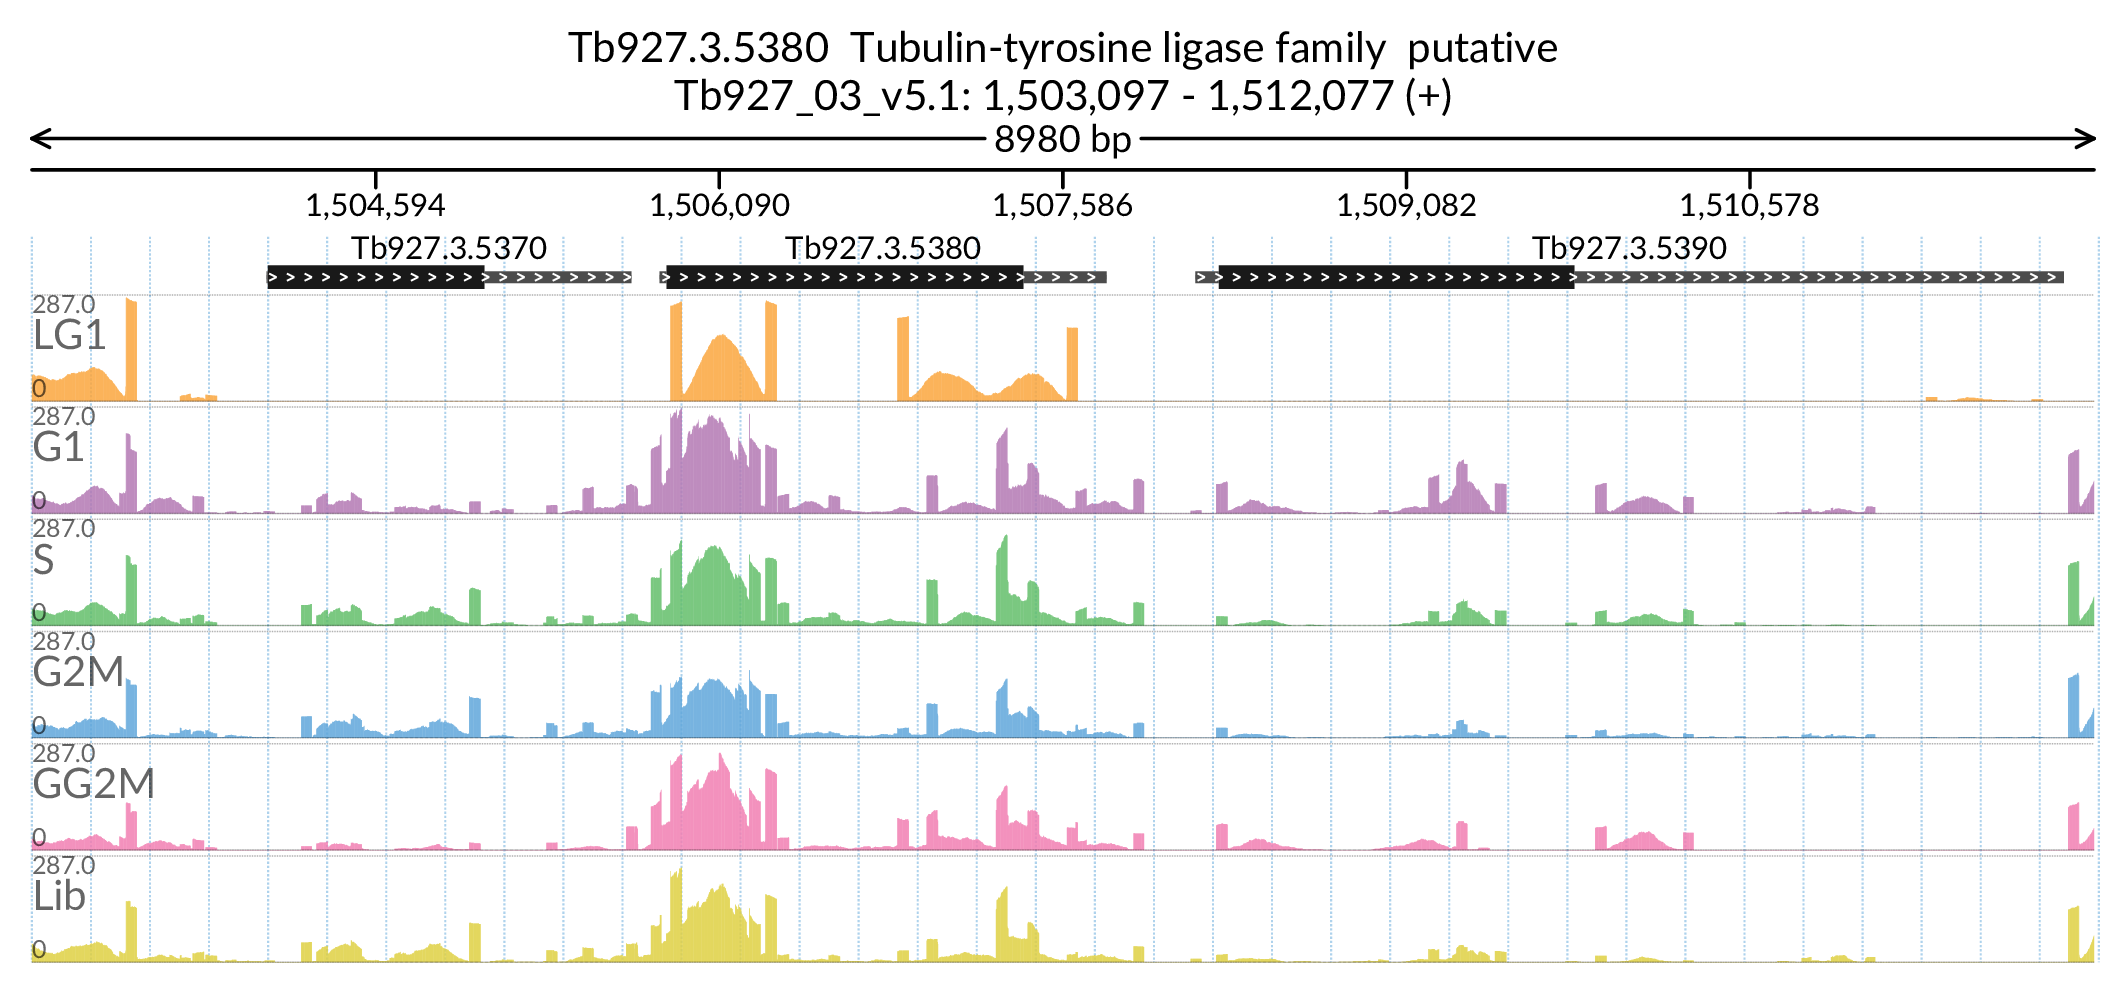 Tb927.3.5380  Tubulin-tyrosine ligase family  putative
Tb927_03_v5.1: 1,503,097 - 1,512,077 (+)
8980 bp
1,504,594 1,506,090 1,507,586 1,509,082 1,510,578
Tb927.3.5370 Tb927.3.5380 Tb927.3.5390
287.0
LG1
0
287.0
G1
0
287.0
S
0
287.0
G2M
0
287.0
GG2M
0
287.0
Lib
0